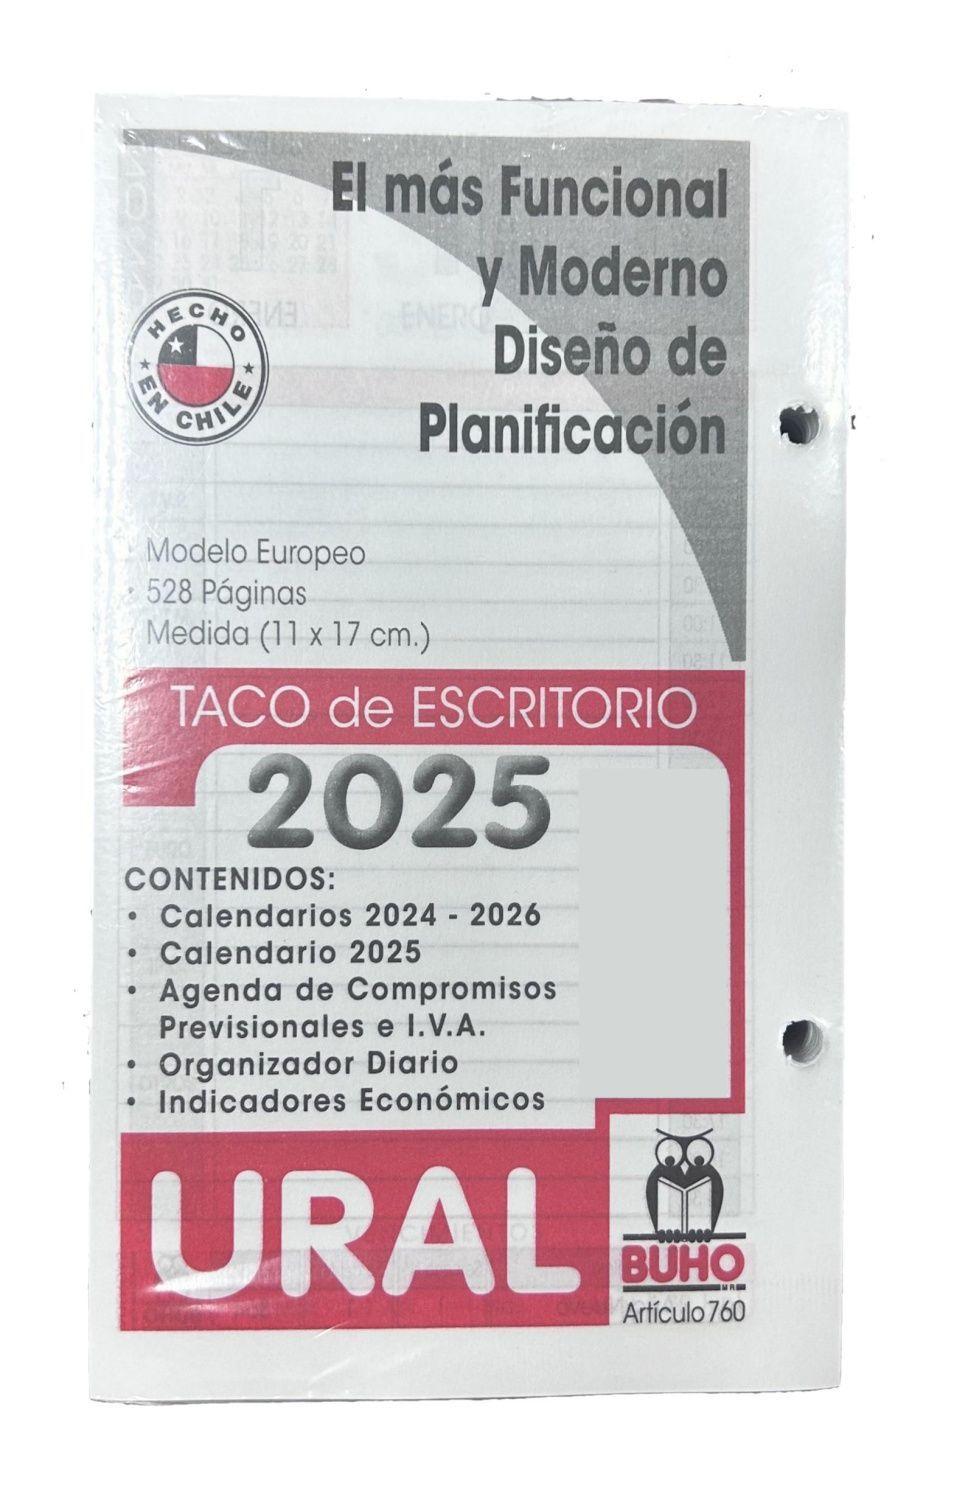 El más Funcional
y Moderno
Diseño de
Planificación
HECHO
EN CHILE
· Modelo Europeo
· 528 Páginas
Medida (11 x 17 cm.)
TACO de ESCRITORIO
2025
CONTENIDOS:
• Calendarios 2024 - 2026
• Calendario 2025
• Agenda de Compromisos
Previsionales e I.V.A.
• Organizador Diario
• Indicadores Económicos
URAL
BUHO
M.R.
Artículo 760